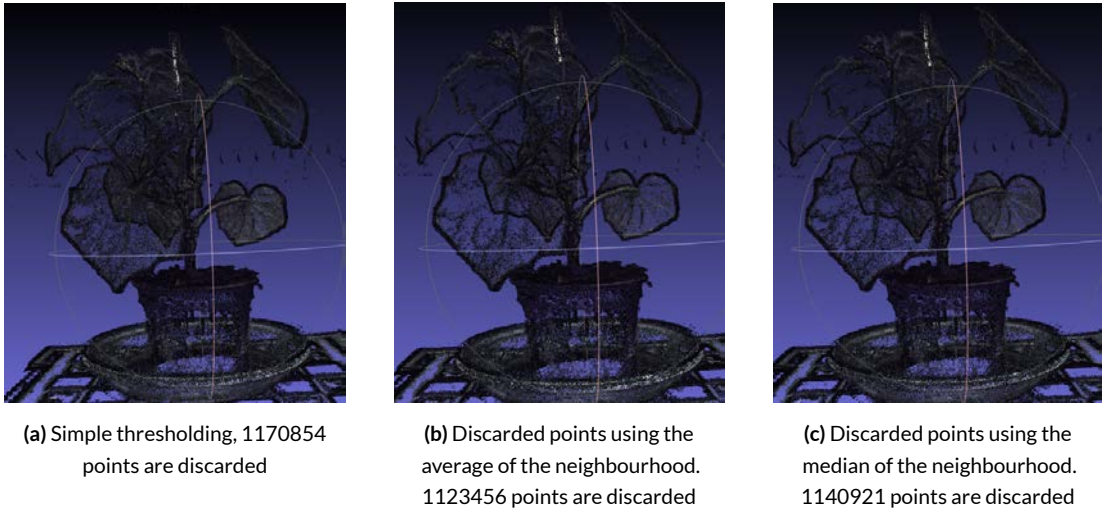 (a) Simple thresholding, 1170854
points are discarded
(b) Discarded points using the
average of the neighbourhood.
1123456 points are discarded
(c) Discarded points using the
median of the neighbourhood.
1140921 points are discarded